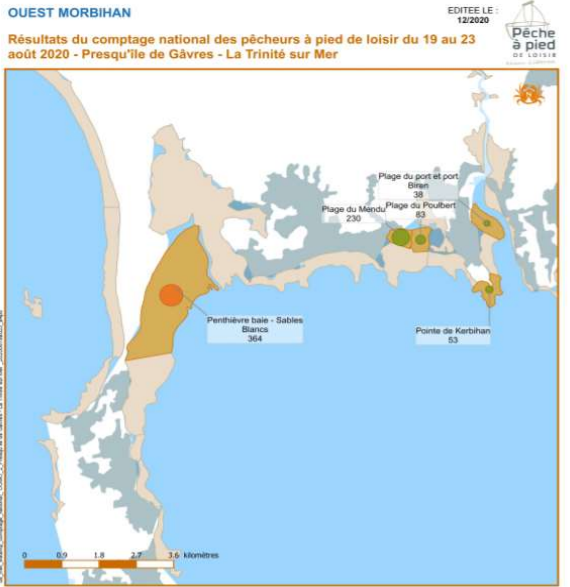 OUEST MORBIHAN
EDITEE LE :
12/2020
Pêche
à pied
DE LOISIR
Résultats du comptage national des pêcheurs à pied de loisir du 19 au 23
août 2020 - Presqu'île de Gâvres - La Trinité sur Mer
Plage du port et port
Biren
38
Plage du Mendu
230
Plage du Poulbert
83
Penthièvre baie - Sables
Blancs
364
Pointe de Kerbihan
53
0 0.9 1.8 2.7 3.6 kilomètres